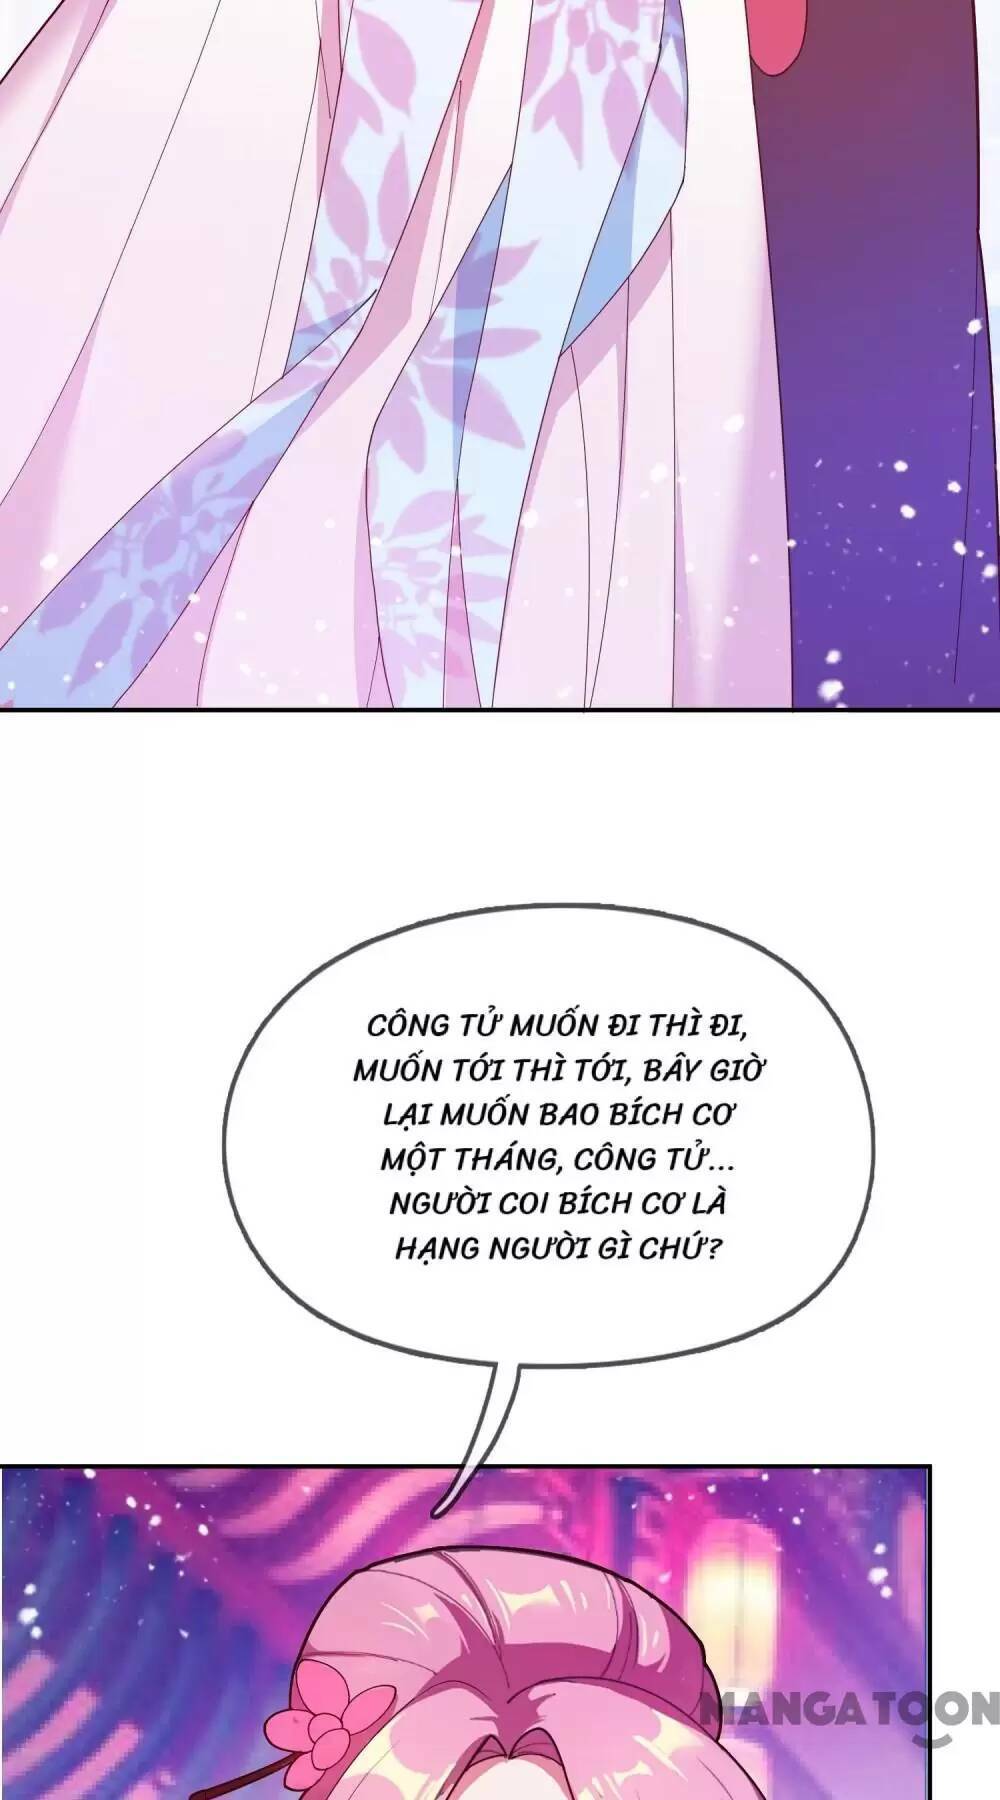 CÔNG TỬ MUỐN ĐI THÌ ĐI,
MUỐN TỚI THÌ TỚI, BÂY GIỜ
LẠI MUỐN BAO BÍCH CƠ
MỘT THÁNG, CÔNG TỬ...
NGƯỜI COI BÍCH CƠ LÀ
HẠNG NGƯỜI GÌ CHỨ?
MANGATOON